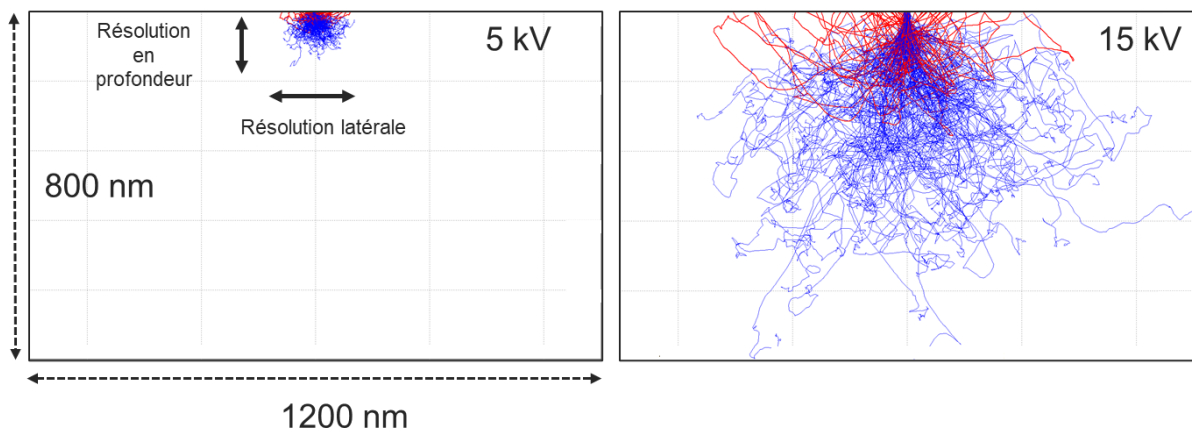 Résolution
en
profondeur
5 kV
15 kV
Résolution latérale
800 nm
1200 nm